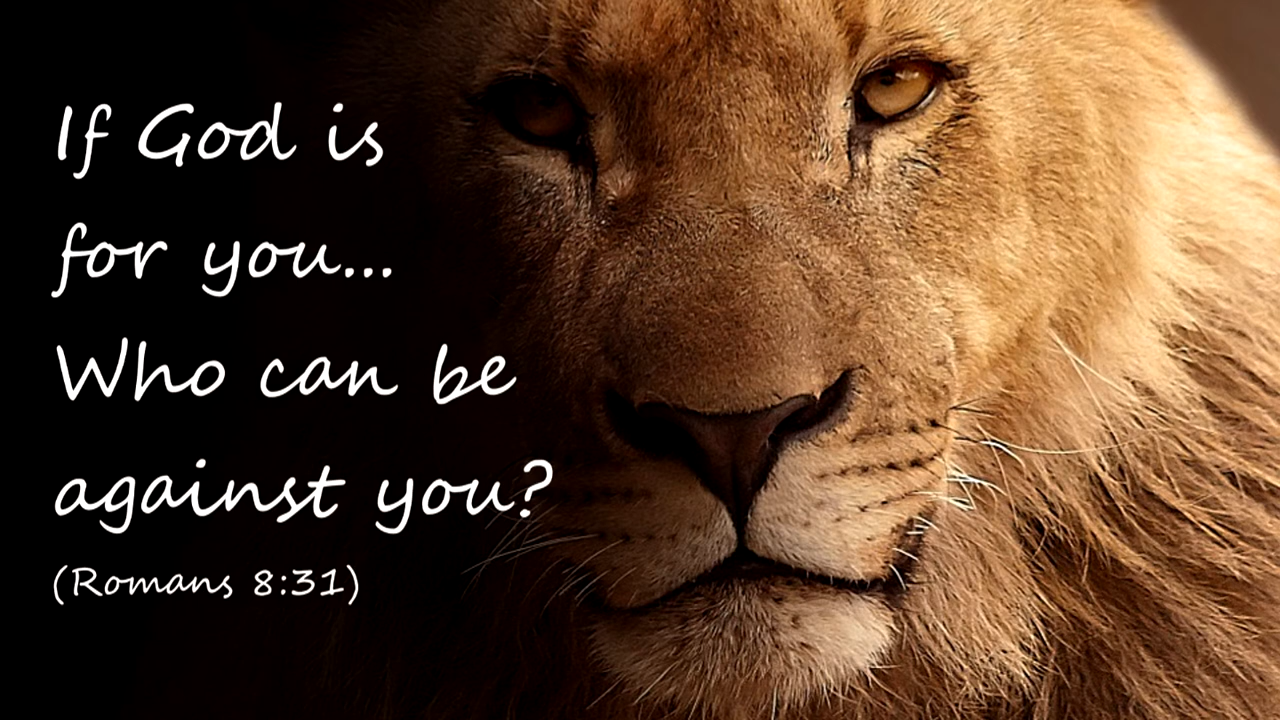 If God is
for you...
Who can be
against you?
(Romans 8:31)